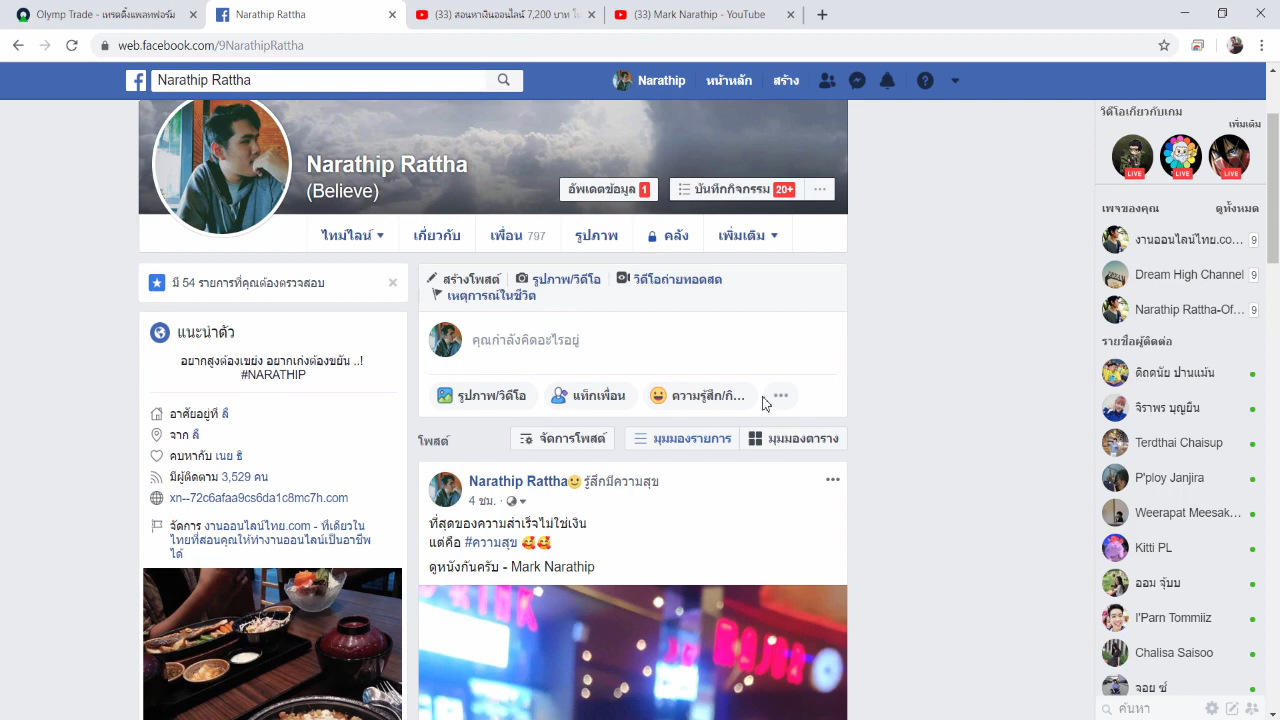 Olymp Trade - เทรดดิ้งแพลทฟอร์ม
Narathip Rattha
(33) สอนหาเงินออนไลน์ 7,200 บาท
(33) Mark Narathip - YouTube
web.facebook.com/9NarathipRattha
Narathip Rattha
Narathip
หน้าหลัก
สร้าง
Narathip Rattha
(Believe)
อัพเดตข้อมูล 1
บันทึกกิจกรรม 20+
ไทม์ไลน์
เกี่ยวกับ
เพื่อน 797
รูปภาพ
คลัง
เพิ่มเติม
มี 54 รายการที่คุณต้องตรวจสอบ
แนะนำตัว
อยากสูงต้องเขย่ง อยากเก่งต้องขยัน ..!
#NARATHIP
อาศัยอยู่ที่ ลี้
จาก ลี้
คบหากับ เนย ธิ
มีผู้ติดตาม 3,529 คน
xn--72c6afaa9cs6da1c8mc7h.com
จัดการ งานออนไลน์ไทย.com - ที่เดียวใน
ไทยที่สอนคุณให้ทำงานออนไลน์เป็นอาชีพ
ได้
สร้างโพสต์
รูปภาพ/วิดีโอ
วิดีโอถ่ายทอดสด
เหตุการณ์ในชีวิต
คุณกำลังคิดอะไรอยู่
รูปภาพ/วิดีโอ
แท็กเพื่อน
ความรู้สึก/กิ...
โพสต์
จัดการโพสต์
มุมมองรายการ
มุมมองตาราง
Narathip Rattha🙂 รู้สึกมีความสุข
4 ชม. ·
ที่สุดของความสำเร็จไม่ใช่เงิน
แต่คือ #ความสุข 🥰🥰
ดูหนังกันครับ - Mark Narathip
วิดีโอเกี่ยวกับเกม
เพิ่มเติม
LIVE
LIVE
LIVE
เพจของคุณ
ดูทั้งหมด
งานออนไลน์ไทย.co... 9
Dream High Channel 9
Narathip Rattha-Of... 9
รายชื่อผู้ติดต่อ
ดิถดนัย ปานแม้น
จิราพร บุญยืน
Terdthai Chaisup
P'ploy Janjira
Weerapat Meesak...
Kitti PL
ออม จุ๊บบุ
I'Parn Tommiiz
Chalisa Saisoo
จอย ซ์
ค้นหา